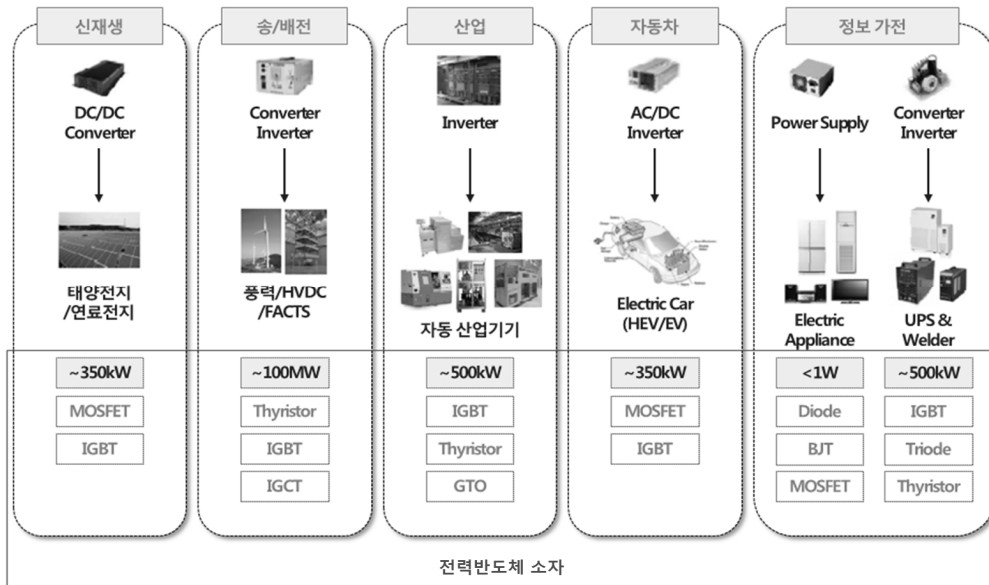 신재생
DC/DC
Converter
태양전지
/연료전지
~350kW
MOSFET
IGBT
송/배전
Converter
Inverter
풍력/HVDC
/FACTS
~100MW
Thyristor
IGBT
IGCT
산업
Inverter
자동 산업기기
~500kW
IGBT
Thyristor
GTO
자동차
AC/DC
Inverter
Electric Car
(HEV/EV)
~350kW
MOSFET
IGBT
정보 가전
Power Supply
Electric
Appliance
<1W
Diode
BJT
MOSFET
Converter
Inverter
UPS &
Welder
~500kW
IGBT
Triode
Thyristor
전력반도체 소자